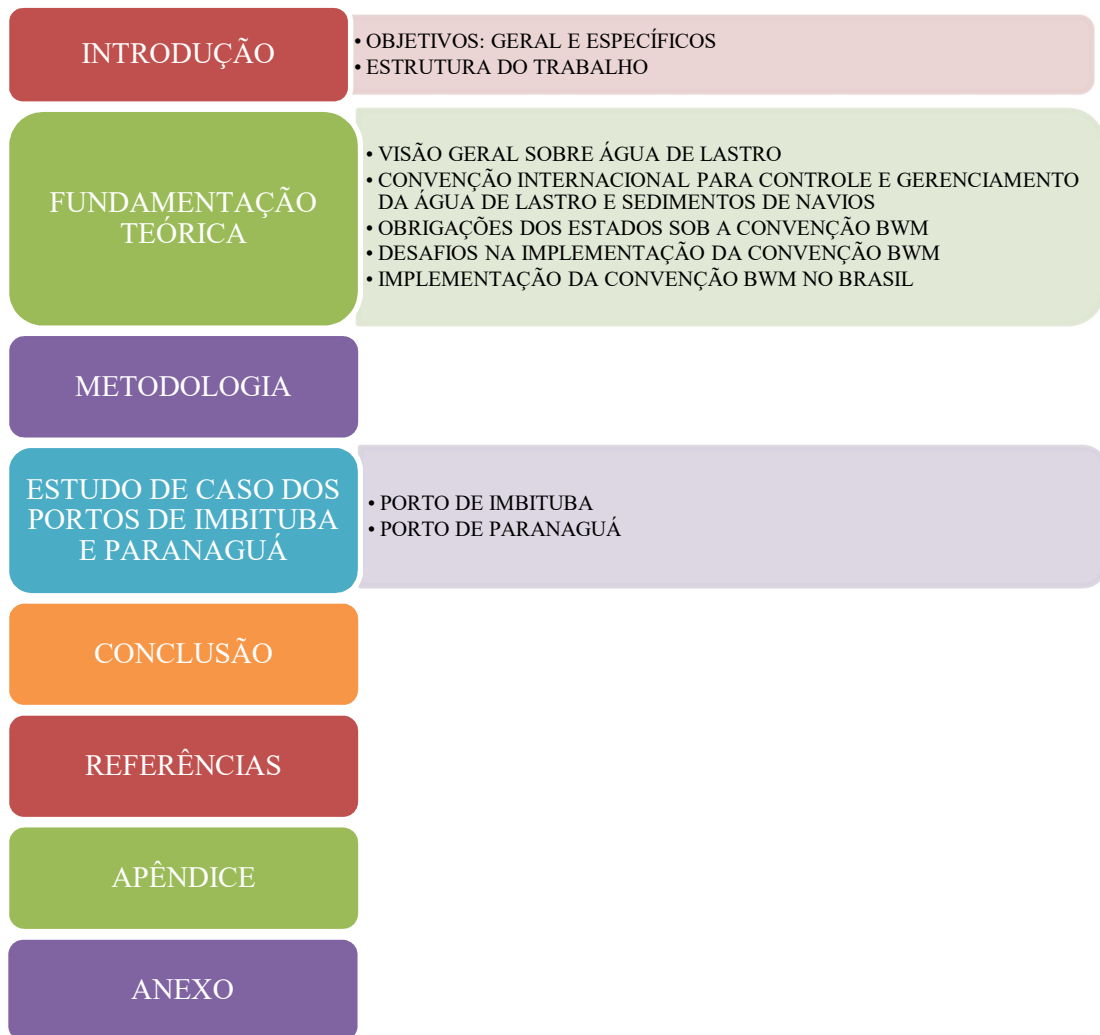 INTRODUÇÃO
• OBJETIVOS: GERAL E ESPECÍFICOS
• ESTRUTURA DO TRABALHO
FUNDAMENTAÇÃO
TEÓRICA
• VISÃO GERAL SOBRE ÁGUA DE LASTRO
• CONVENÇÃO INTERNACIONAL PARA CONTROLE E GERENCIAMENTO
DA ÁGUA DE LASTRO E SEDIMENTOS DE NAVIOS
• OBRIGAÇÕES DOS ESTADOS SOB A CONVENÇÃO BWM
• DESAFIOS NA IMPLEMENTAÇÃO DA CONVENÇÃO BWM
• IMPLEMENTAÇÃO DA CONVENÇÃO BWM NO BRASIL
METODOLOGIA
ESTUDO DE CASO DOS
PORTOS DE IMBITUBA
E PARANAGUÁ
• PORTO DE IMBITUBA
• PORTO DE PARANAGUÁ
CONCLUSÃO
REFERÊNCIAS
APÊNDICE
ANEXO